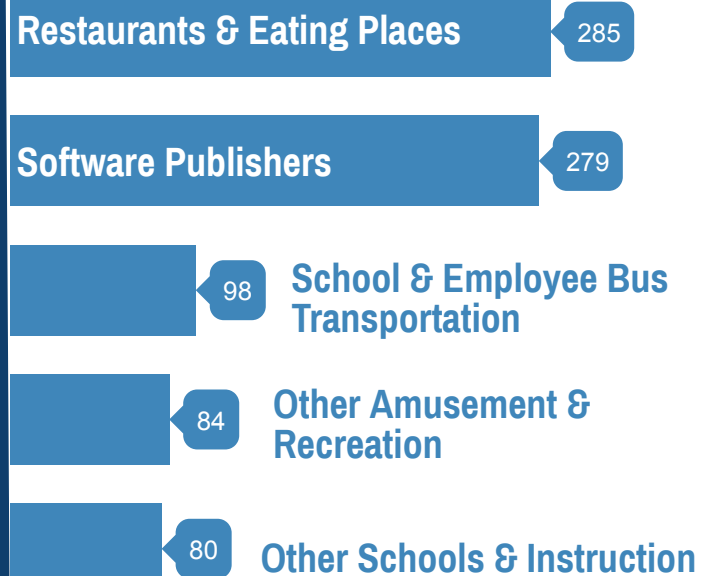 Restaurants & Eating Places
285
Software Publishers
279
98
School & Employee Bus
Transportation
84
Other Amusement &
Recreation
80
Other Schools & Instruction